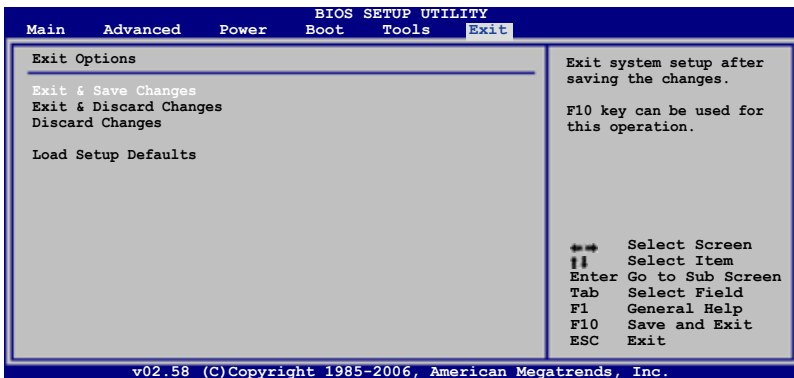 BIOS SETUP UTILITY
Main Advanced Power Boot Tools Exit
Exit Options
Exit & Save Changes
Exit & Discard Changes
Discard Changes
Load Setup Defaults
Exit system setup after
saving the changes.
F10 key can be used for
this operation.
←→ Select Screen
↑↓ Select Item
Enter Go to Sub Screen
Tab Select Field
F1 General Help
F10 Save and Exit
ESC Exit
v02.58 (C)Copyright 1985-2006, American Megatrends, Inc.